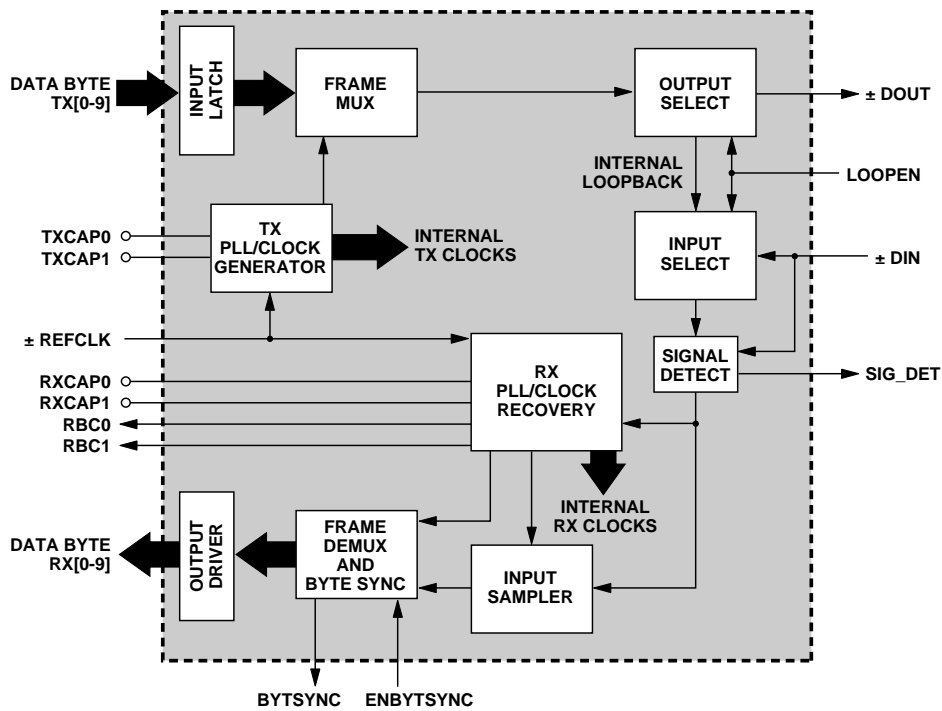 DATA BYTE
TX[0-9]
INPUT
LATCH
FRAME
MUX
OUTPUT
SELECT
± DOUT
INTERNAL
LOOPBACK
LOOPEN
TXCAP0
TXCAP1
TX
PLL/CLOCK
GENERATOR
INTERNAL
TX CLOCKS
INPUT
SELECT
± DIN
± REFCLK
SIGNAL
DETECT
SIG_DET
RXCAP0
RXCAP1
RBC0
RBC1
RX
PLL/CLOCK
RECOVERY
INTERNAL
RX CLOCKS
DATA BYTE
RX[0-9]
OUTPUT
DRIVER
FRAME
DEMUX
AND
BYTE SYNC
INPUT
SAMPLER
BYTSYNC
ENBYTSYNC